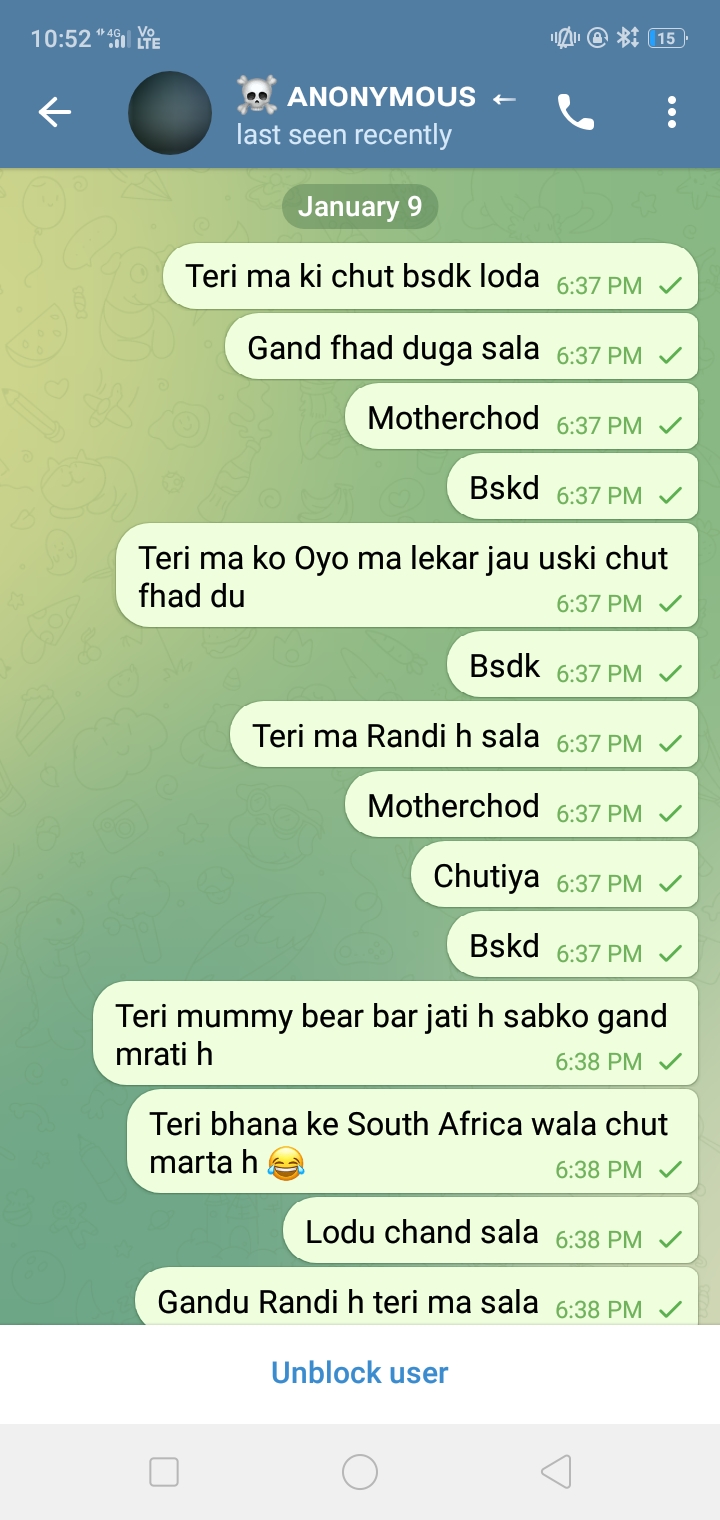 10:52 4G Vo LTE 15
☠️ ANONYMOUS ←
last seen recently
January 9
Teri ma ki chut bsdk loda 6:37 PM
Gand fhad duga sala 6:37 PM
Motherchod 6:37 PM
Bskd 6:37 PM
Teri ma ko Oyo ma lekar jau uski chut
fhad du 6:37 PM
Bsdk 6:37 PM
Teri ma Randi h sala 6:37 PM
Motherchod 6:37 PM
Chutiya 6:37 PM
Bskd 6:37 PM
Teri mummy bear bar jati h sabko gand
mrati h 6:38 PM
Teri bhana ke South Africa wala chut
marta h 😂 6:38 PM
Lodu chand sala 6:38 PM
Gandu Randi h teri ma sala 6:38 PM
Unblock user